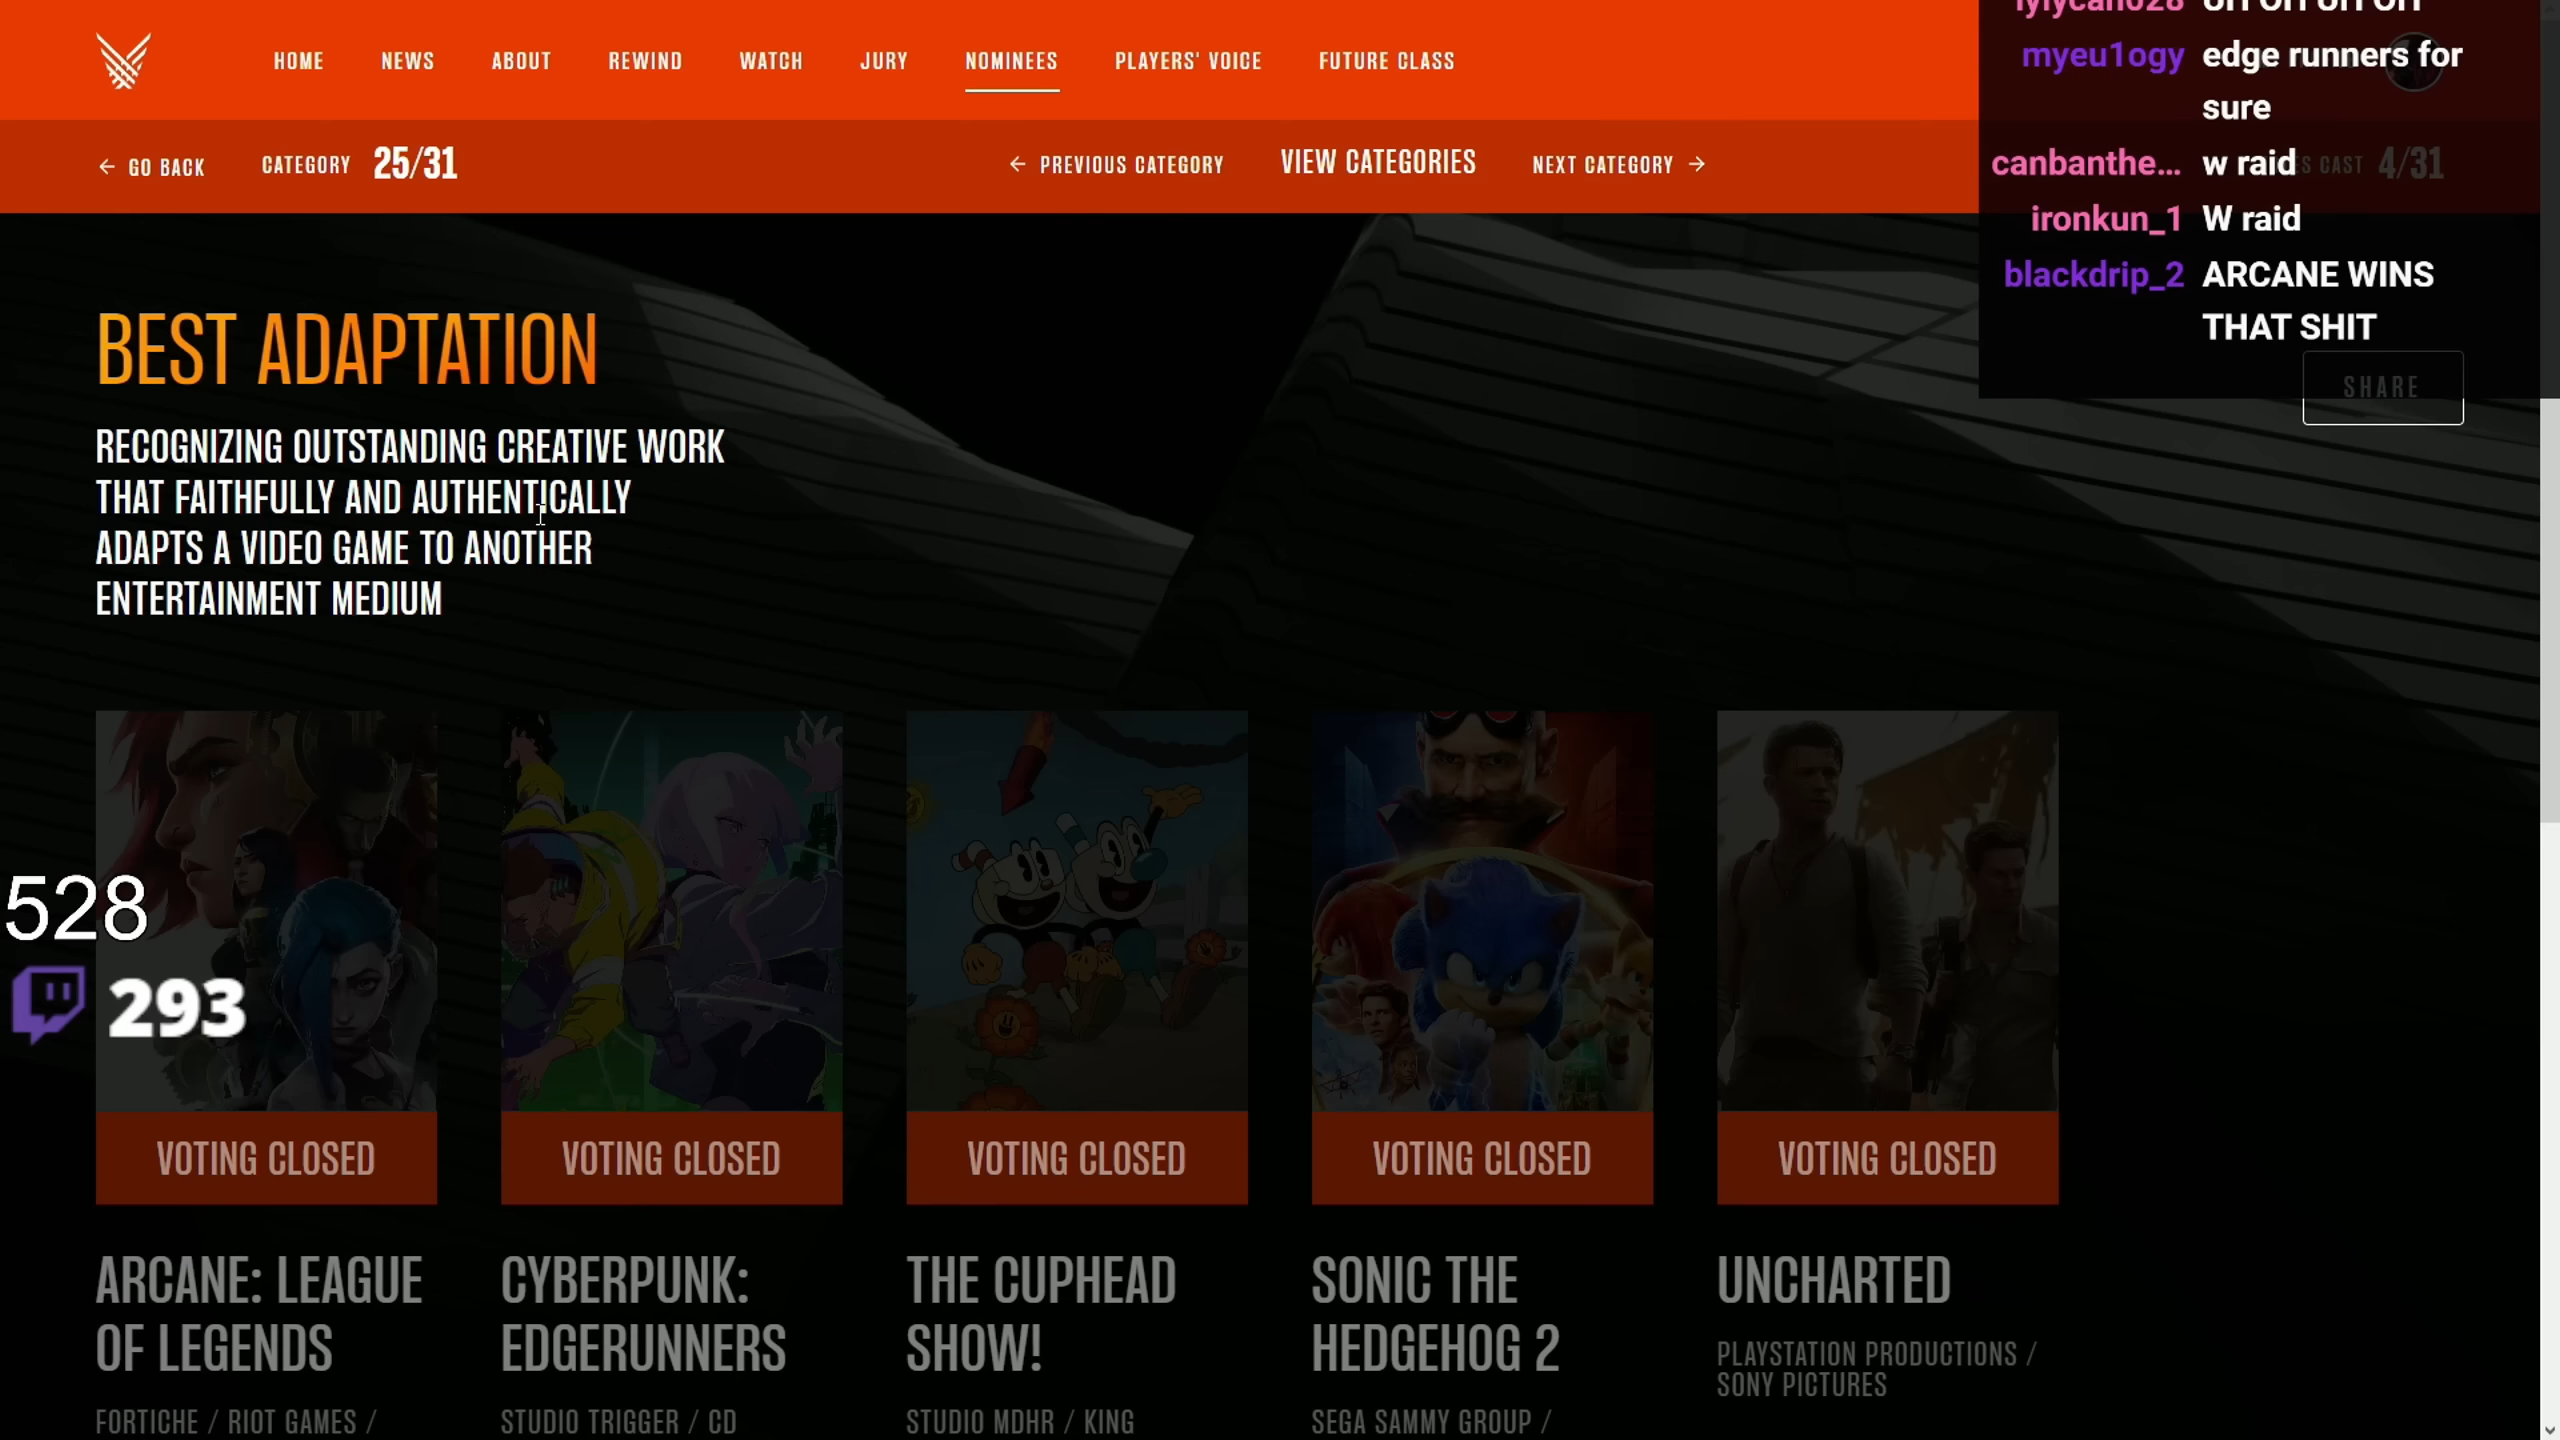 HOME NEWS ABOUT REWIND WATCH JURY NOMINEES PLAYERS' VOICE FUTURE CLASS
myeu1ogy edge runners for
sure
canbanthe... w raid
ironkun_1 W raid
blackdrip_2 ARCANE WINS
THAT SHIT
← GO BACK CATEGORY 25/31 ← PREVIOUS CATEGORY VIEW CATEGORIES NEXT CATEGORY → CAST 4/31
SHARE
BEST ADAPTATION
RECOGNIZING OUTSTANDING CREATIVE WORK
THAT FAITHFULLY AND AUTHENTICALLY
ADAPTS A VIDEO GAME TO ANOTHER
ENTERTAINMENT MEDIUM
528
293
VOTING CLOSED VOTING CLOSED VOTING CLOSED VOTING CLOSED VOTING CLOSED
ARCANE: LEAGUE
OF LEGENDS
FORTICHE / RIOT GAMES /
CYBERPUNK:
EDGERUNNERS
STUDIO TRIGGER / CD
THE CUPHEAD
SHOW!
STUDIO MDHR / KING
SONIC THE
HEDGEHOG 2
SEGA SAMMY GROUP /
UNCHARTED
PLAYSTATION PRODUCTIONS /
SONY PICTURES